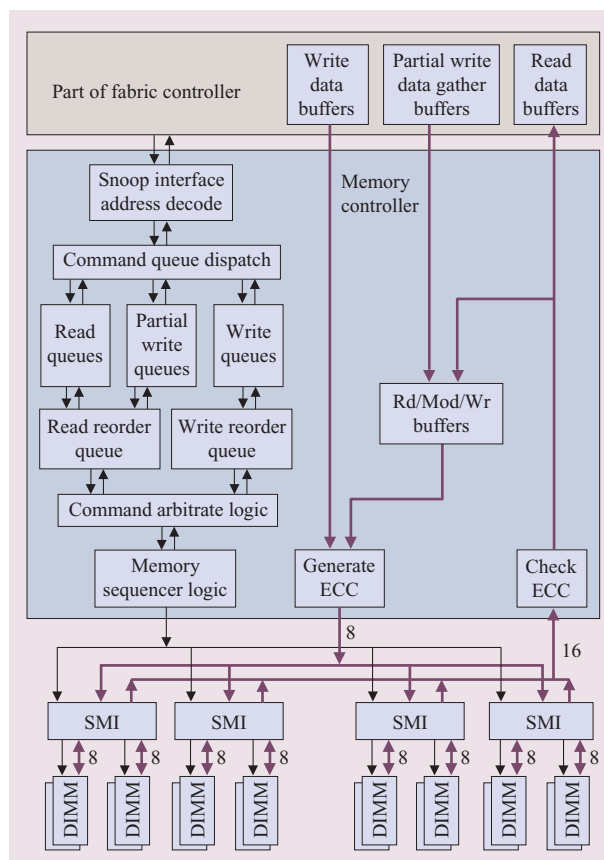 Part of fabric controller
Write
data
buffers
Partial write
data gather
buffers
Read
data
buffers
Snoop interface
address decode
Memory
controller
Command queue dispatch
Read
queues
Partial
write
queues
Write
queues
Read reorder
queue
Write reorder
queue
Rd/Mod/Wr
buffers
Command arbitrate logic
Memory
sequencer logic
Generate
ECC
Check
ECC
8
16
SMI
SMI
SMI
SMI
8
8
8
8
8
8
8
8
DIMM
DIMM
DIMM
DIMM
DIMM
DIMM
DIMM
DIMM